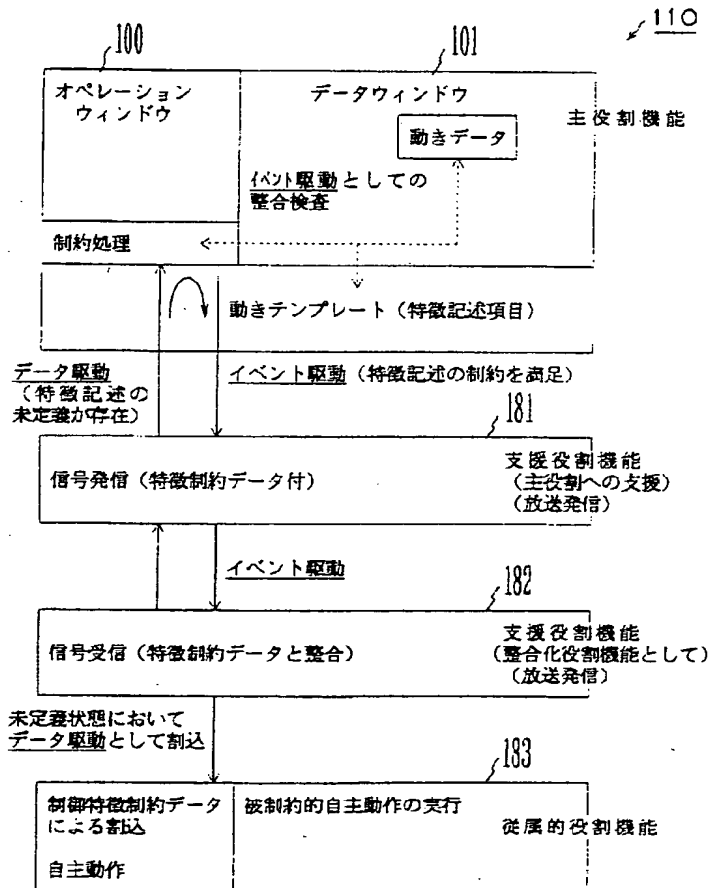 110
100
101
オペレーション
ウィンドウ
データウィンドウ
主役割機能
動きデータ
イベント駆動としての
整合検査
制約処理
動きテンプレート（特徴記述項目）
データ駆動
（特徴記述の
未定義が存在）
イベント駆動（特徴記述の制約を満足）
181
信号発信（特徴制約データ付）
支援役割機能
（主役割への支援）
（放送発信）
イベント駆動
182
信号受信（特徴制約データと整合）
支援役割機能
（整合化役割機能として）
（放送発信）
未定義状態において
データ駆動として割込
183
制御特徴制約データ
による割込
被制約的自主動作の実行
従属的役割機能
自主動作